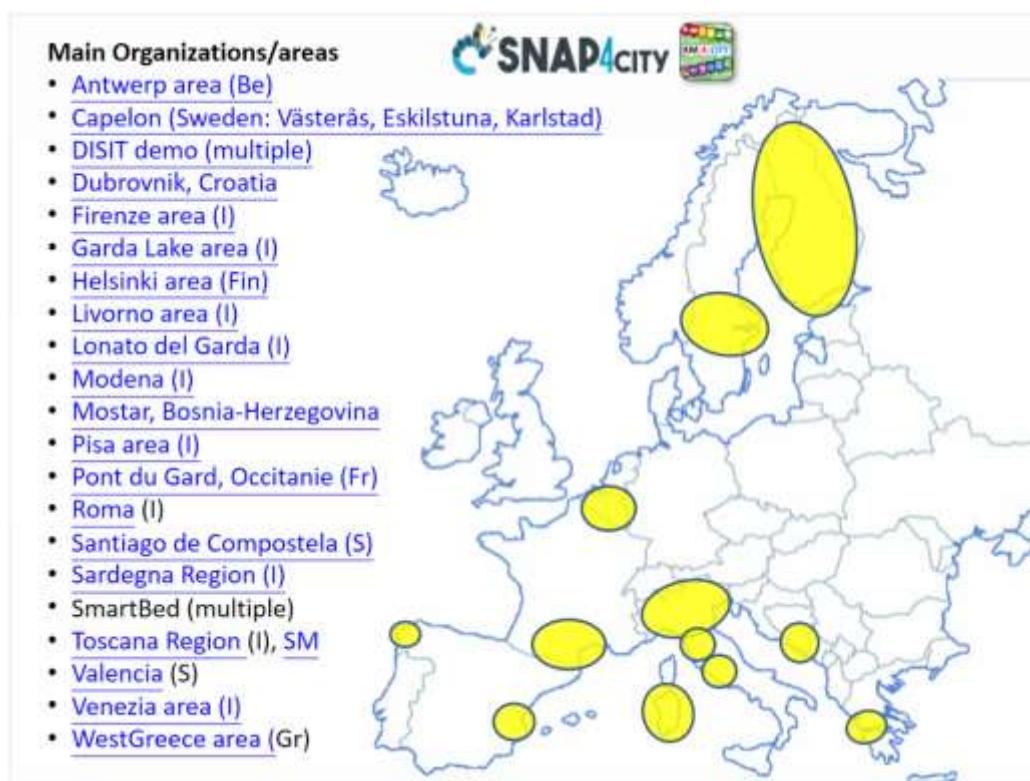 SNAP4CITY
KM4CITY
Main Organizations/areas
• Antwerp area (Be)
• Capelon (Sweden: Västerås, Eskilstuna, Karlstad)
• DISIT demo (multiple)
• Dubrovnik, Croatia
• Firenze area (I)
• Garda Lake area (I)
• Helsinki area (Fin)
• Livorno area (I)
• Lonato del Garda (I)
• Modena (I)
• Mostar, Bosnia-Herzegovina
• Pisa area (I)
• Pont du Gard, Occitanie (Fr)
• Roma (I)
• Santiago de Compostela (S)
• Sardegna Region (I)
• SmartBed (multiple)
• Toscana Region (I), SM
• Valencia (S)
• Venezia area (I)
• WestGreece area (Gr)